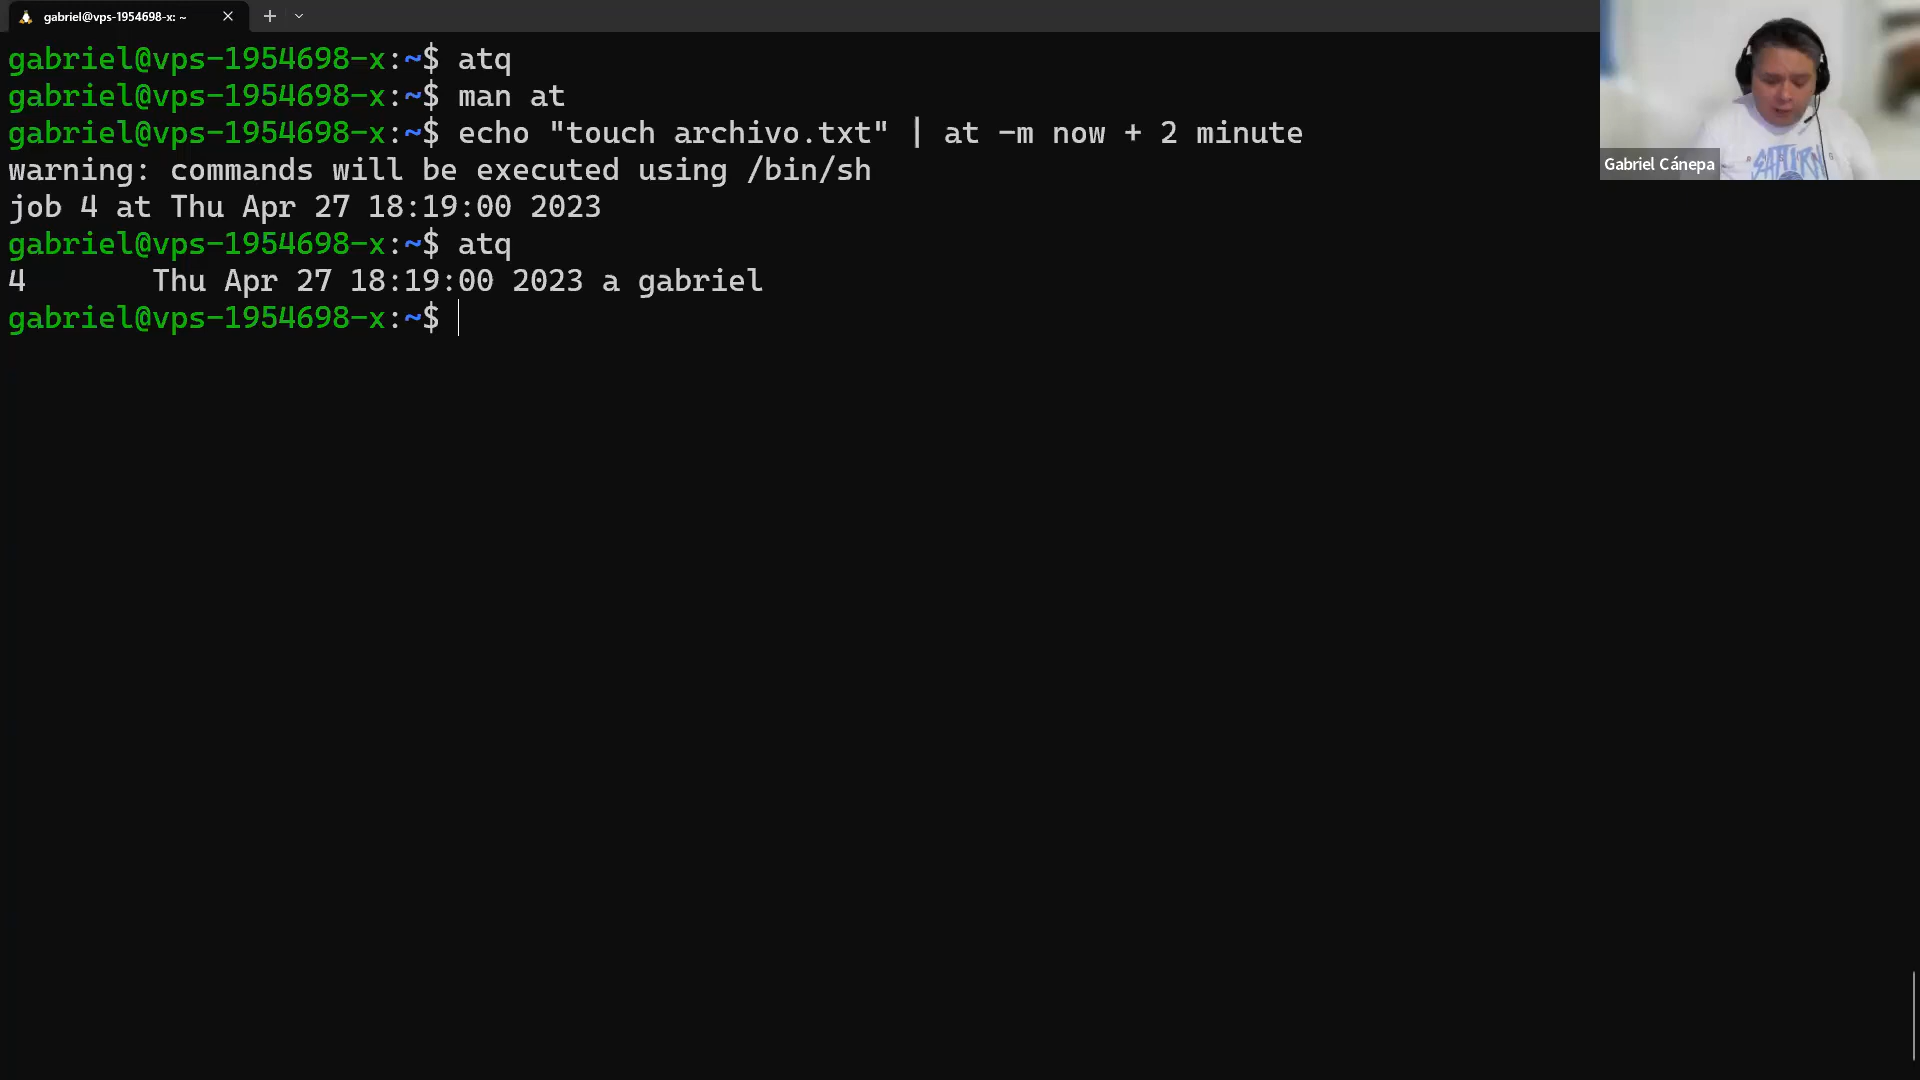 gabriel@vps-1954698-x: ~
gabriel@vps-1954698-x:~$ atq
gabriel@vps-1954698-x:~$ man at
gabriel@vps-1954698-x:~$ echo "touch archivo.txt" | at -m now + 2 minute
warning: commands will be executed using /bin/sh
job 4 at Thu Apr 27 18:19:00 2023
gabriel@vps-1954698-x:~$ atq
4       Thu Apr 27 18:19:00 2023 a gabriel
gabriel@vps-1954698-x:~$
Gabriel Cánepa